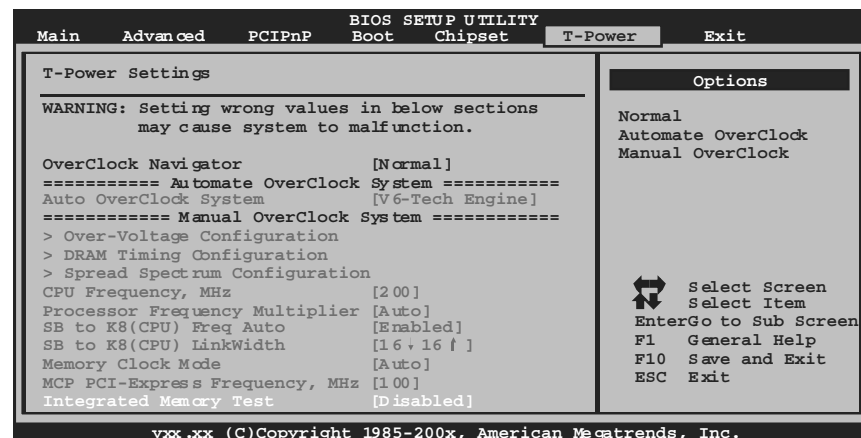 BIOS SETUP UTILITY
Main Advanced PCIPnP Boot Chipset T-Power Exit
T-Power Settings
WARNING: Setting wrong values in below sections
may cause system to malfunction.
OverClock Navigator [Normal]
=========== Automate OverClock System ===========
Auto OverClock System [V6-Tech Engine]
============ Manual OverClock System ============
> Over-Voltage Configuration
> DRAM Timing Configuration
> Spread Spectrum Configuration
CPU Frequency, MHz [200]
Processor Frequency Multiplier [Auto]
SB to K8(CPU) Freq Auto [Enabled]
SB to K8(CPU) LinkWidth [16↓16↑]
Memory Clock Mode [Auto]
MCP PCI-Express Frequency, MHz [100]
Integrated Memory Test [Disabled]
Options
Normal
Automate OverClock
Manual OverClock
Select Screen
Select Item
EnterGo to Sub Screen
F1 General Help
F10 Save and Exit
ESC Exit
vxx.xx (C)Copyright 1985-200x, American Megatrends, Inc.